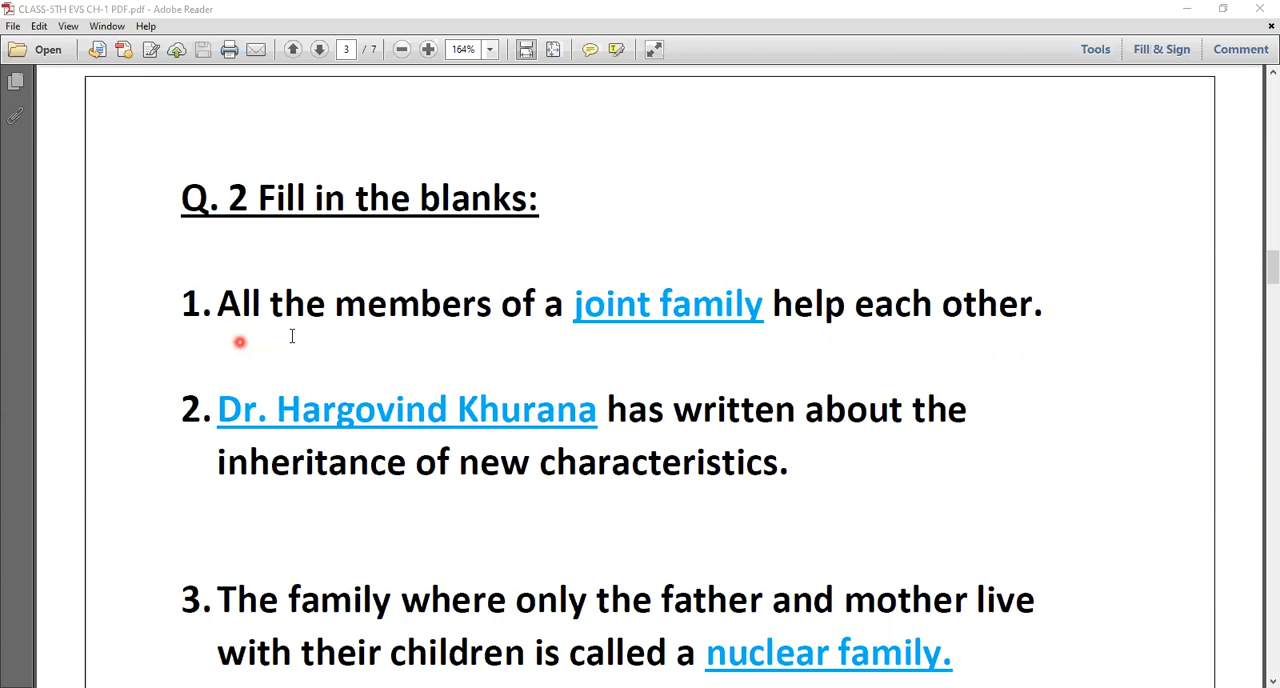 CLASS-5TH EVS CH-1 PDF.pdf - Adobe Reader
File Edit View Window Help
Open 3 / 7 164% Tools Fill & Sign Comment
Q. 2 Fill in the blanks:
1. All the members of a joint family help each other.
2. Dr. Hargovind Khurana has written about the
inheritance of new characteristics.
3. The family where only the father and mother live
with their children is called a nuclear family.